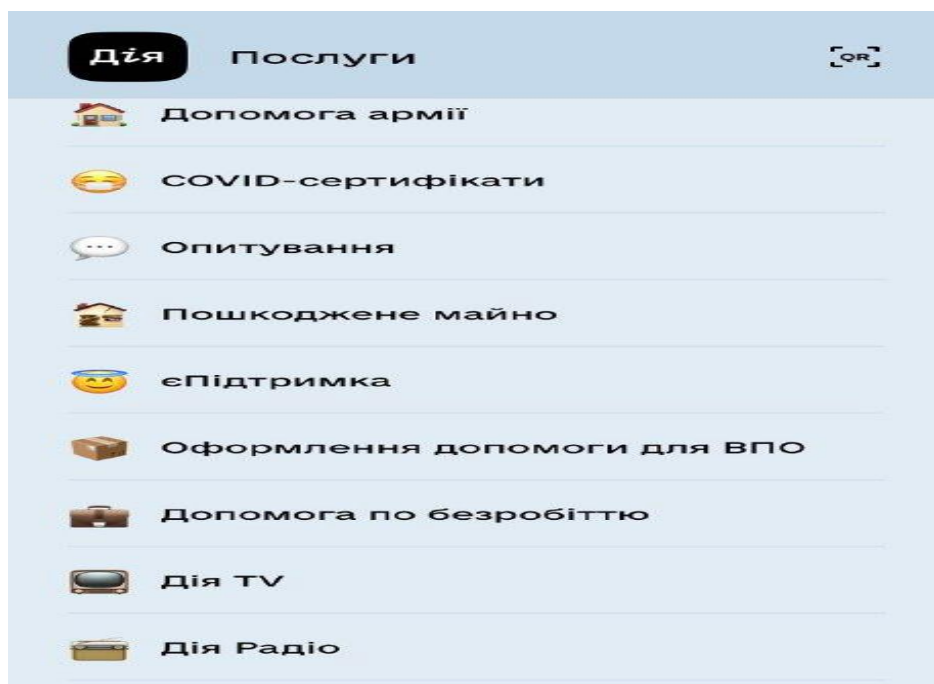 Дія Послуги QR
Допомога армії
COVID-сертифікати
Опитування
Пошкоджене майно
єПідтримка
Оформлення допомоги для ВПО
Допомога по безробіттю
Дія TV
Дія Радіо